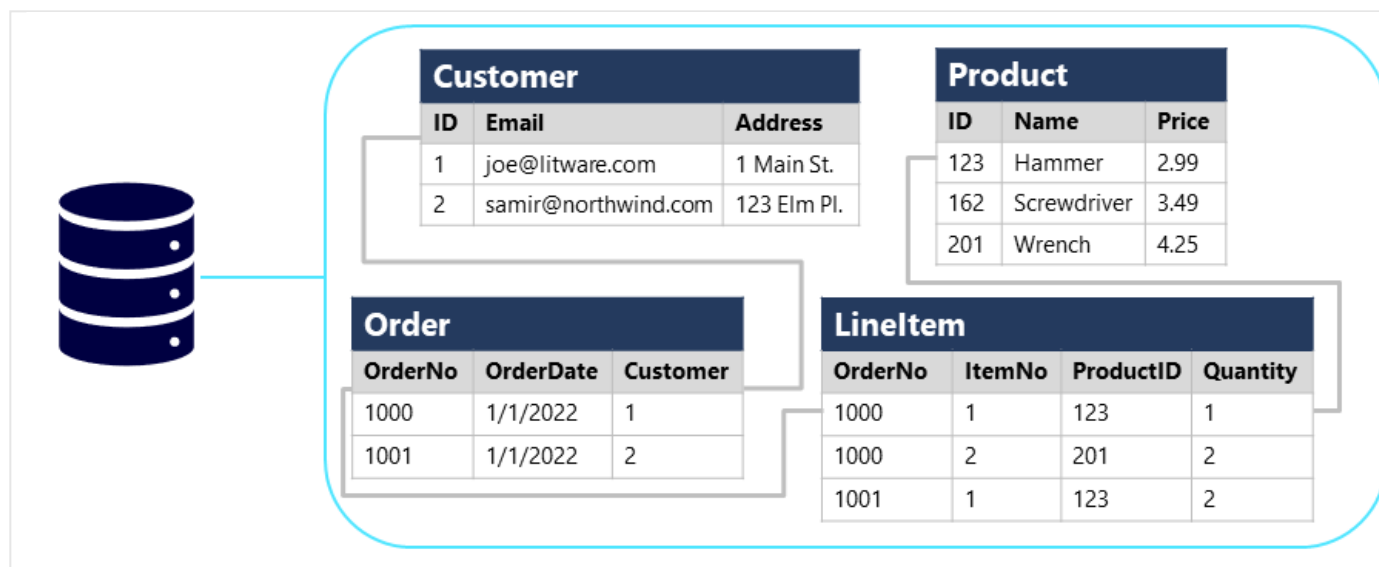 Customer
ID Email Address
1 joe@litware.com 1 Main St.
2 samir@northwind.com 123 Elm Pl.
Product
ID Name Price
123 Hammer 2.99
162 Screwdriver 3.49
201 Wrench 4.25
Order
OrderNo OrderDate Customer
1000 1/1/2022 1
1001 1/1/2022 2
LineItem
OrderNo ItemNo ProductID Quantity
1000 1 123 1
1000 2 201 2
1001 1 123 2